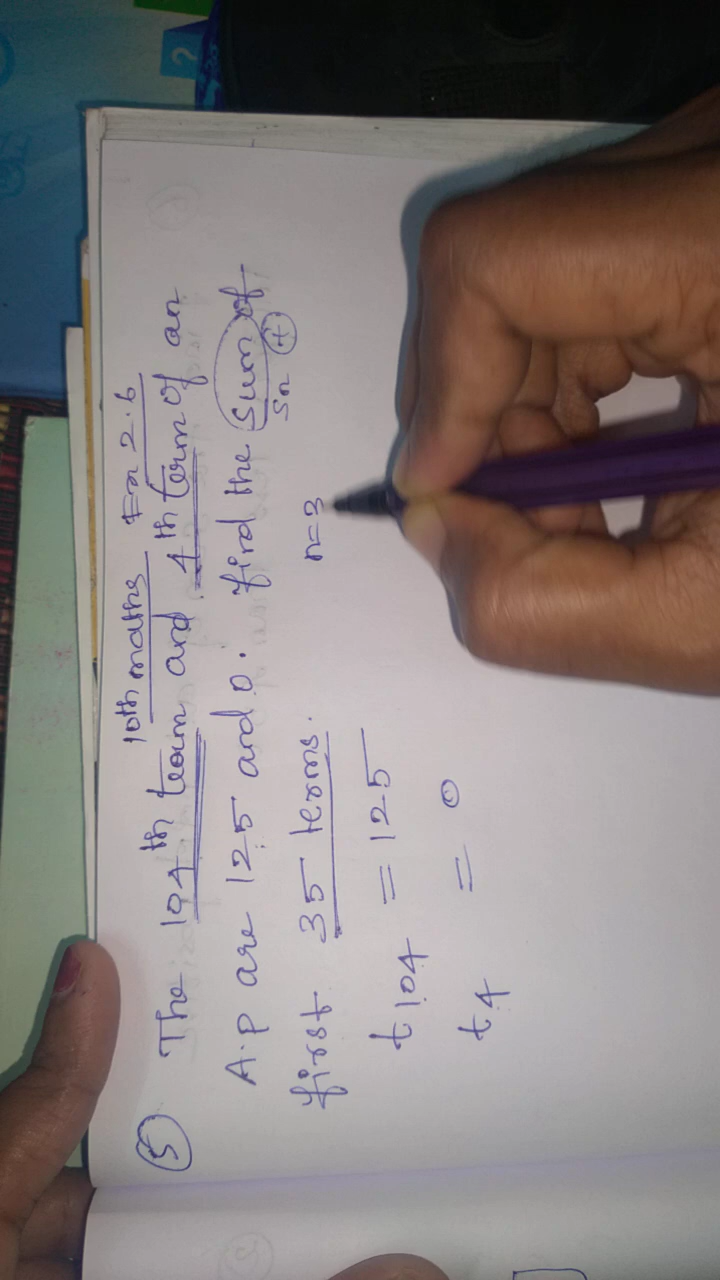 10th maths Ex 2.6
⑤ The 104th team and 4th term of an
A.P are 125 and 0. find the sum of
Sn +
first 35 terms.
n=3
t104 = 125
t4 = 0